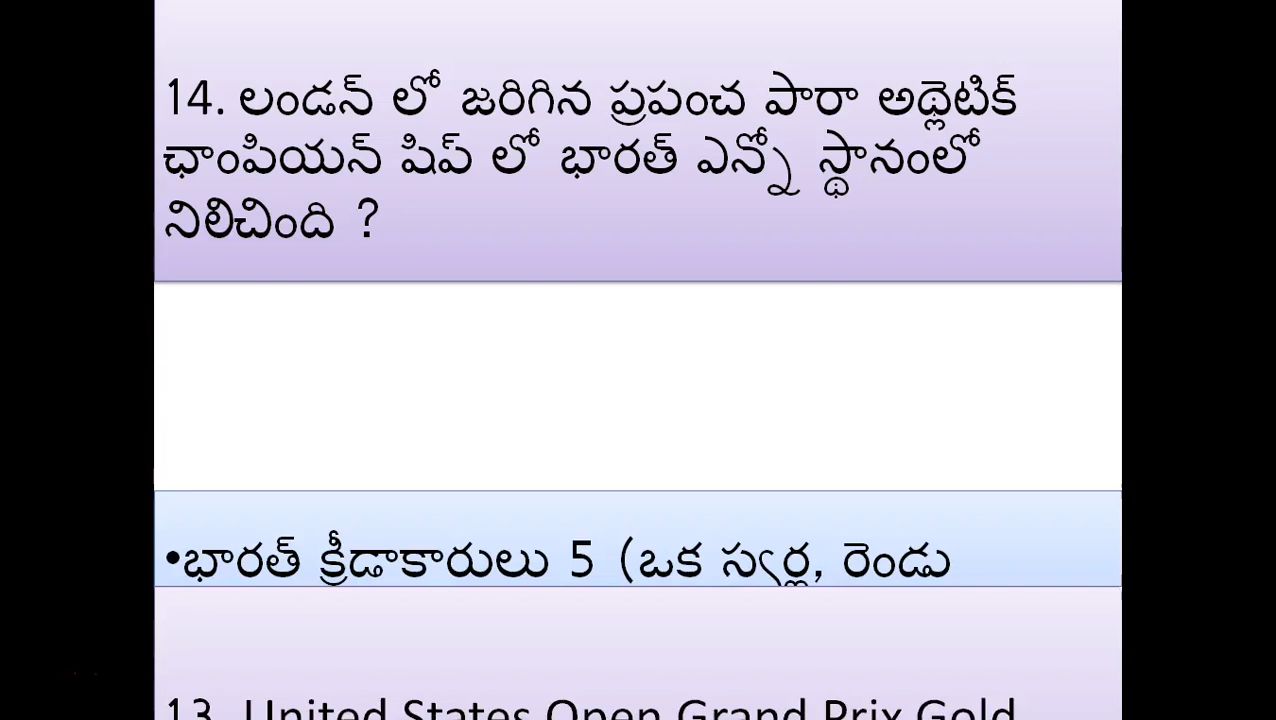 14. లండన్ లో జరిగిన ప్రపంచ పారా అథ్లెటిక్
ఛాంపియన్ షిప్ లో భారత్ ఎన్నో స్థానంలో
నిలిచింది ?
•భారత్ క్రీడాకారులు 5 (ఒక స్వర్ణ, రెండు
13. United States Open Grand Prix Gold